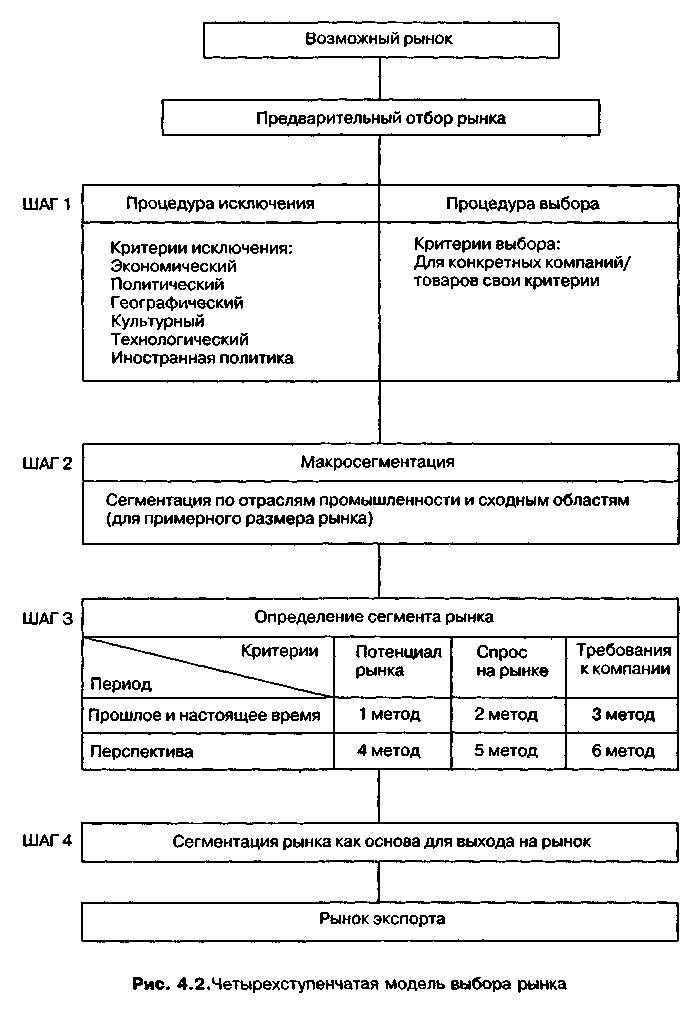 Возможный рынок
Предварительный отбор рынка
ШАГ 1
Процедура исключения
Процедура выбора
Критерии исключения:
Экономический
Политический
Географический
Культурный
Технологический
Иностранная политика
Критерии выбора:
Для конкретных компаний/
товаров свои критерии
ШАГ 2
Макросегментация
Сегментация по отраслям промышленности и сходным областям
(для примерного размера рынка)
ШАГ 3
Определение сегмента рынка
Критерии
Период
Потенциал
рынка
Спрос
на рынке
Требования
к компании
Прошлое и настоящее время
1 метод
2 метод
3 метод
Перспектива
4 метод
5 метод
6 метод
ШАГ 4
Сегментация рынка как основа для выхода на рынок
Рынок экспорта
Рис. 4.2.Четырехступенчатая модель выбора рынка